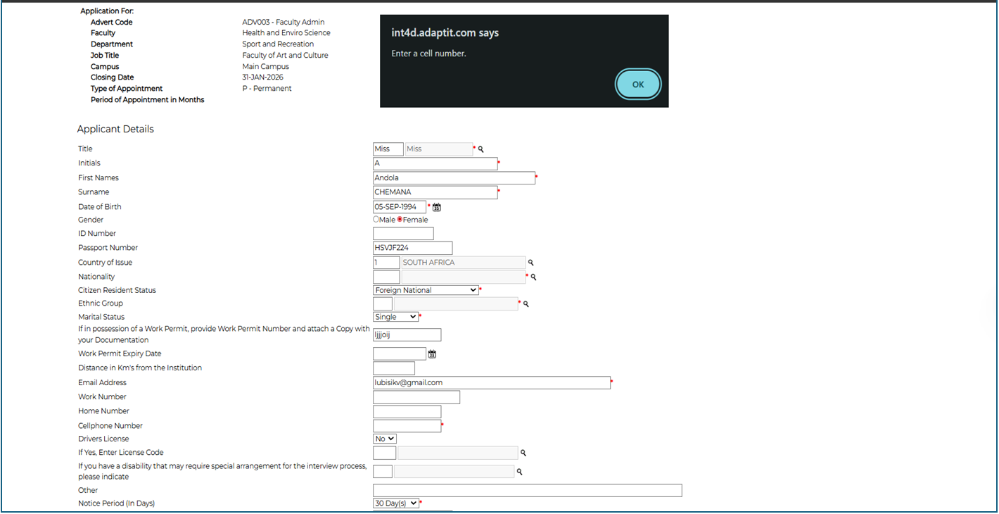 Application For:
Advert Code ADV003 - Faculty Admin
Faculty Health and Enviro Science
Department Sport and Recreation
Job Title Faculty of Art and Culture
Campus Main Campus
Closing Date 31-JAN-2026
Type of Appointment P - Permanent
Period of Appointment in Months
int4d.adaptit.com says
Enter a cell number.
OK
Applicant Details
Title Miss Miss *
Initials A *
First Names Andola *
Surname CHEMANA *
Date of Birth 05-SEP-1994 *
Gender Male Female
ID Number
Passport Number HSVJF224
Country of Issue 1 SOUTH AFRICA
Nationality *
Citizen Resident Status Foreign National *
Ethnic Group *
Marital Status Single *
If in possession of a Work Permit, provide Work Permit Number and attach a Copy with
your Documentation ljjjoij
Work Permit Expiry Date
Distance in Km's from the Institution
Email Address lubisikv@gmail.com *
Work Number
Home Number
Cellphone Number *
Drivers License No
If Yes, Enter License Code
If you have a disability that may require special arrangement for the interview process,
please indicate
Other
Notice Period (In Days) 30 Day(s) *